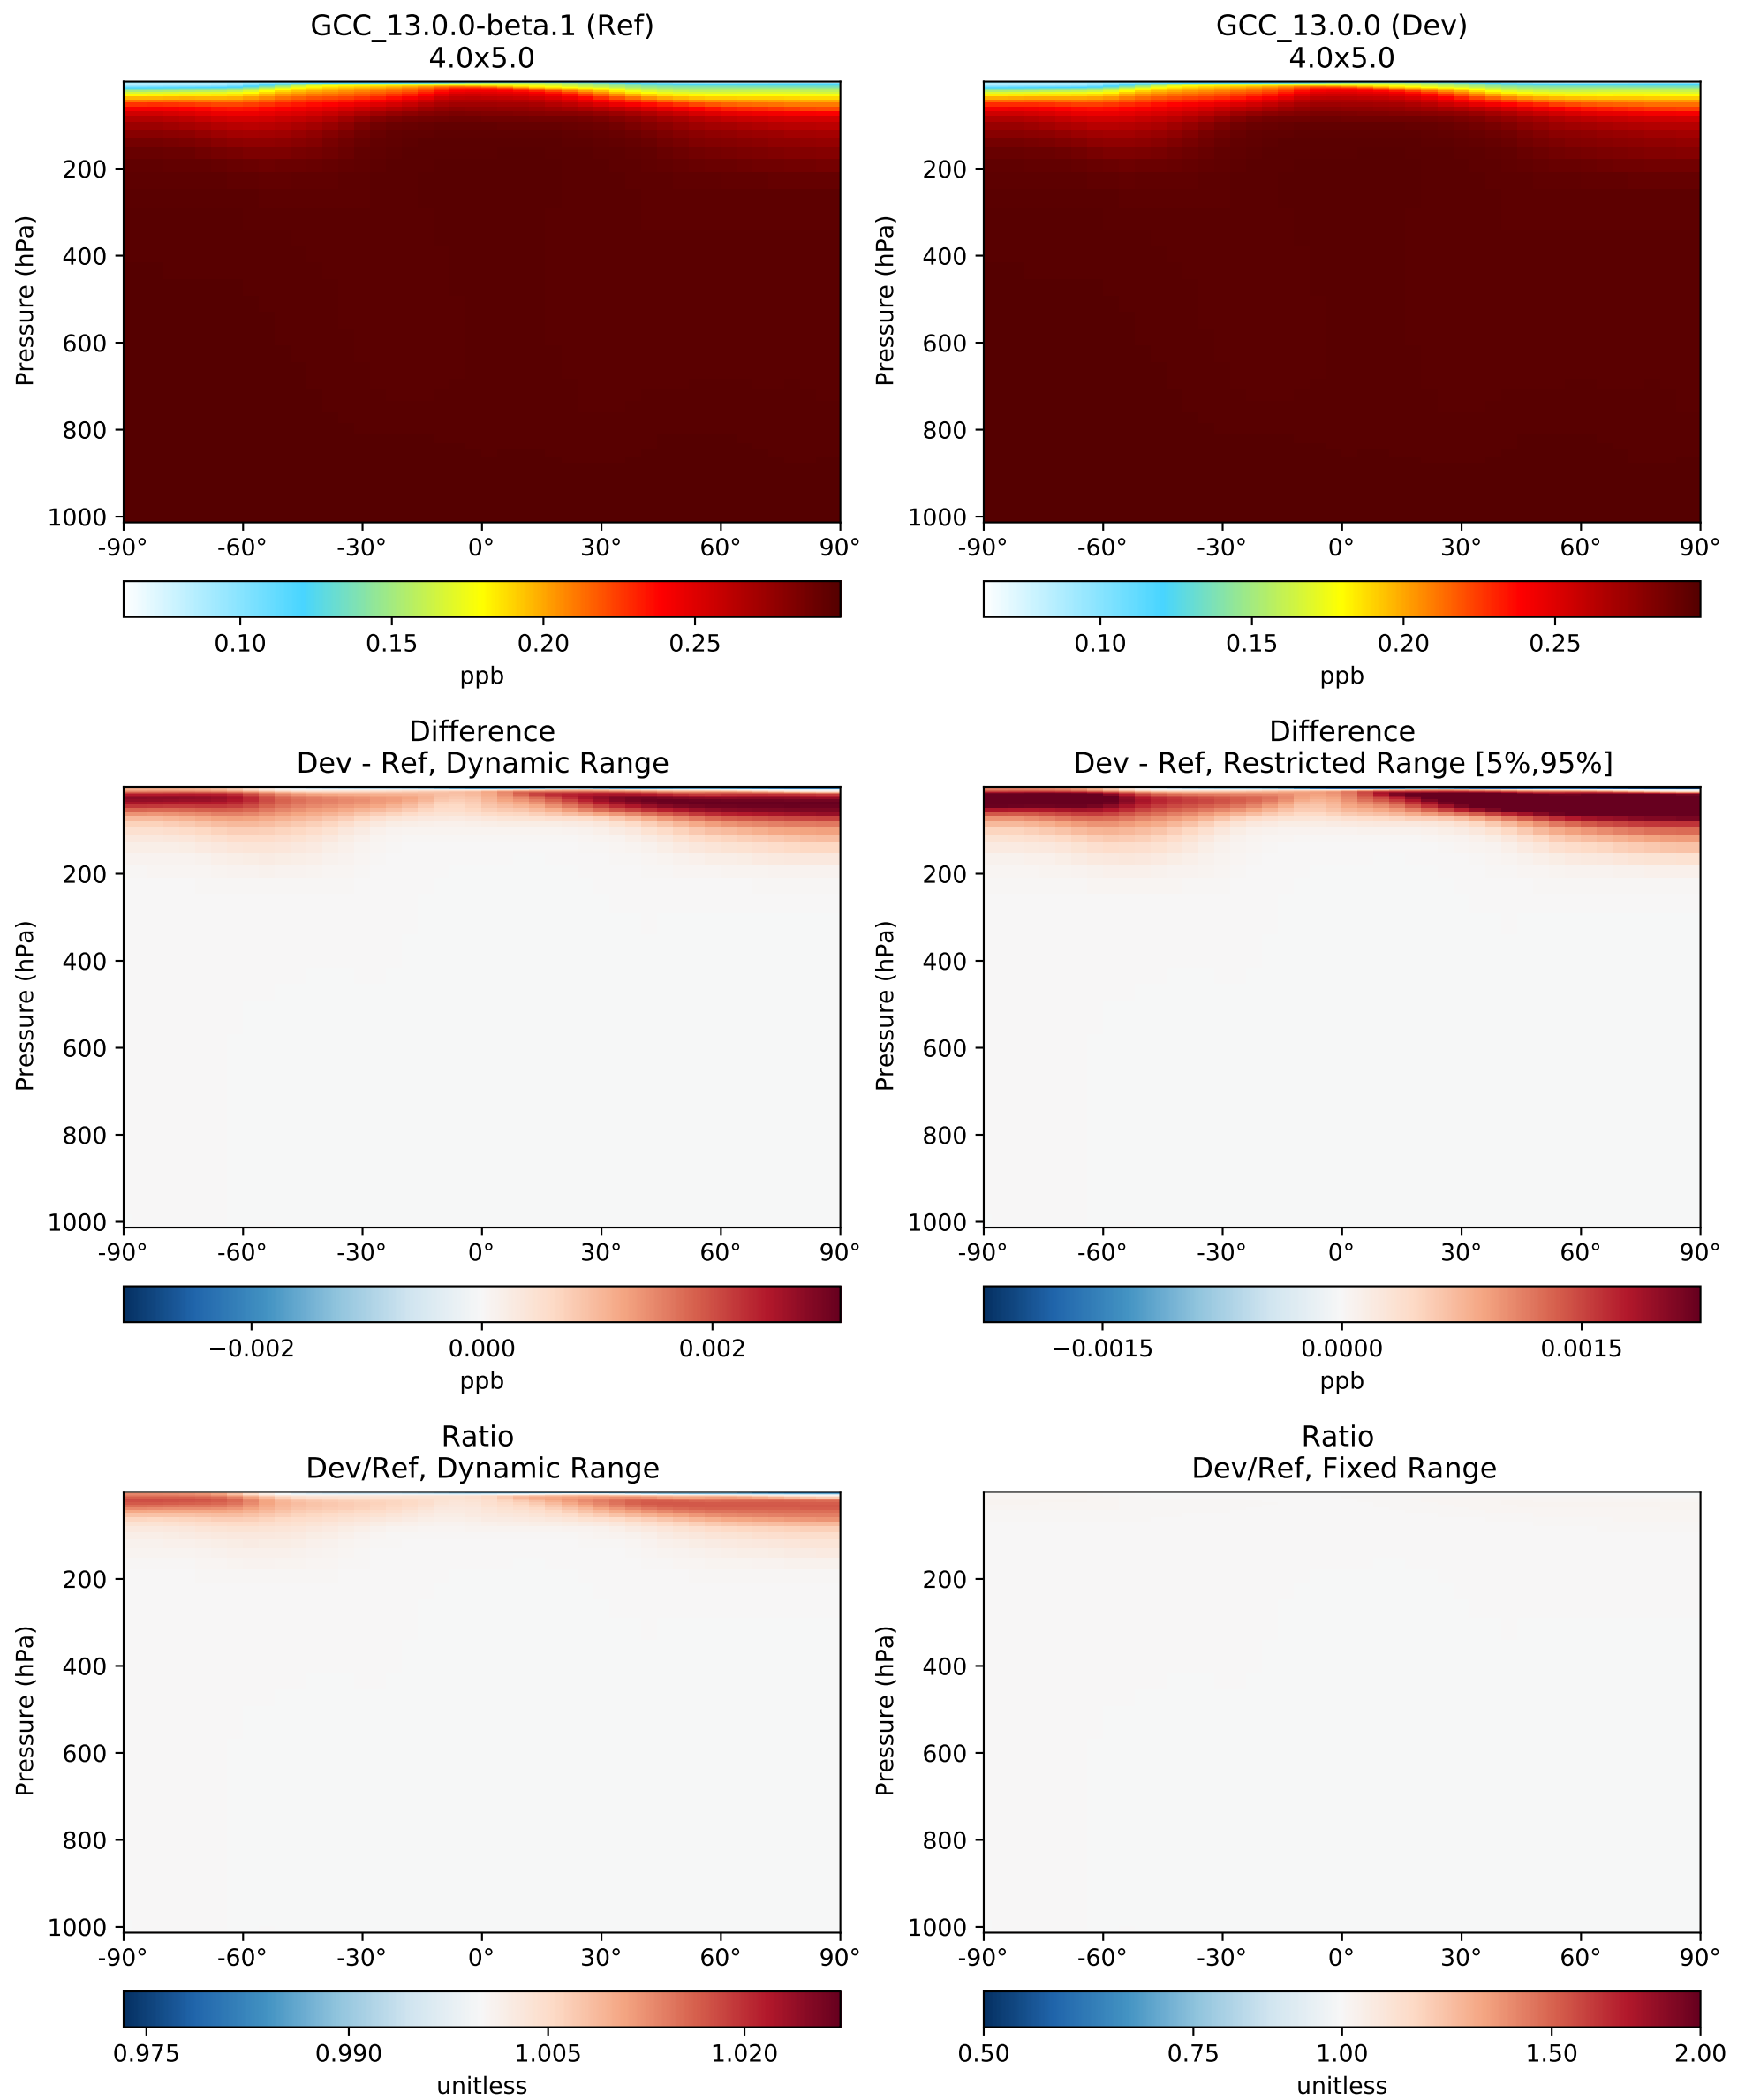 GCC_13.0.0-beta.1 (Ref)
4.0x5.0
Pressure (hPa)
200
400
600
800
1000
-90° -60° -30° 0° 30° 60° 90°
0.10 0.15 0.20 0.25
ppb
GCC_13.0.0 (Dev)
4.0x5.0
Pressure (hPa)
200
400
600
800
1000
-90° -60° -30° 0° 30° 60° 90°
0.10 0.15 0.20 0.25
ppb
Difference
Dev - Ref, Dynamic Range
Pressure (hPa)
200
400
600
800
1000
-90° -60° -30° 0° 30° 60° 90°
−0.002 0.000 0.002
ppb
Difference
Dev - Ref, Restricted Range [5%,95%]
Pressure (hPa)
200
400
600
800
1000
-90° -60° -30° 0° 30° 60° 90°
−0.0015 0.0000 0.0015
ppb
Ratio
Dev/Ref, Dynamic Range
Pressure (hPa)
200
400
600
800
1000
-90° -60° -30° 0° 30° 60° 90°
0.975 0.990 1.005 1.020
unitless
Ratio
Dev/Ref, Fixed Range
Pressure (hPa)
200
400
600
800
1000
-90° -60° -30° 0° 30° 60° 90°
0.50 0.75 1.00 1.50 2.00
unitless